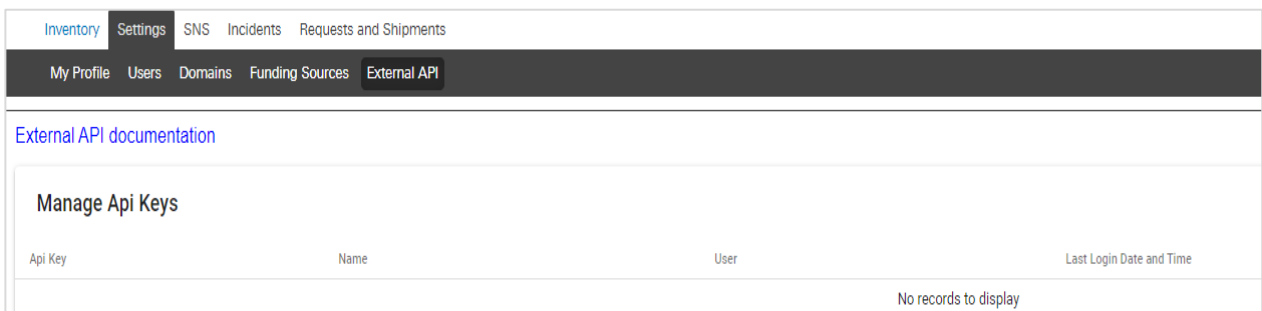 Inventory Settings SNS Incidents Requests and Shipments
My Profile Users Domains Funding Sources External API
External API documentation
Manage Api Keys
Api Key Name User Last Login Date and Time
No records to display